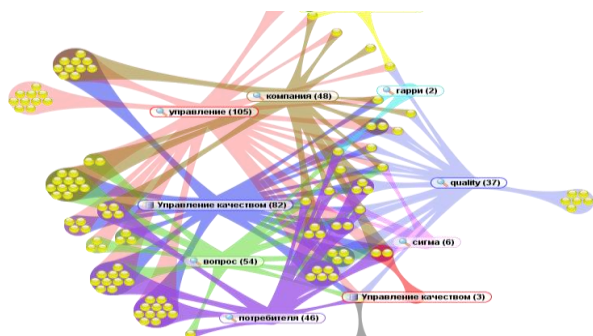 гарри (2)
компания (48)
управление (105)
quality (37)
Управление качеством (82)
сигма (6)
вопрос (54)
Управление качеством (3)
потребителя (46)